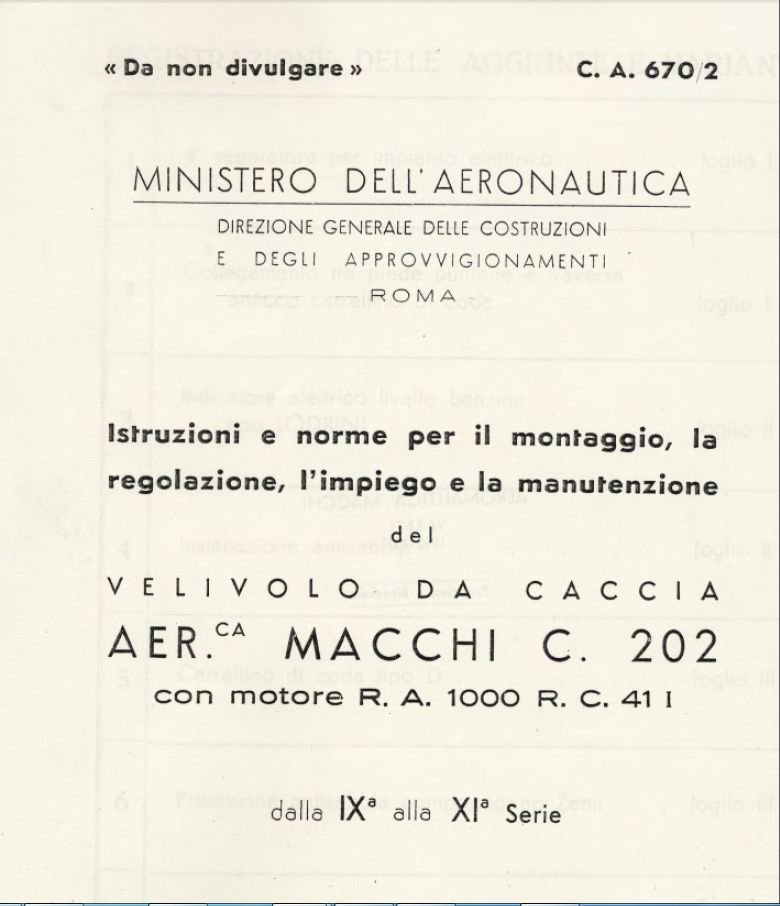 « Da non divulgare » C. A. 670/2
MINISTERO DELL'AERONAUTICA
DIREZIONE GENERALE DELLE COSTRUZIONI
E DEGLI APPROVVIGIONAMENTI
ROMA
Istruzioni e norme per il montaggio, la
regolazione, l'impiego e la manutenzione
del
VELIVOLO DA CACCIA
AER.CA MACCHI C. 202
con motore R. A. 1000 R. C. 41 I
dalla IXa alla XIa Serie